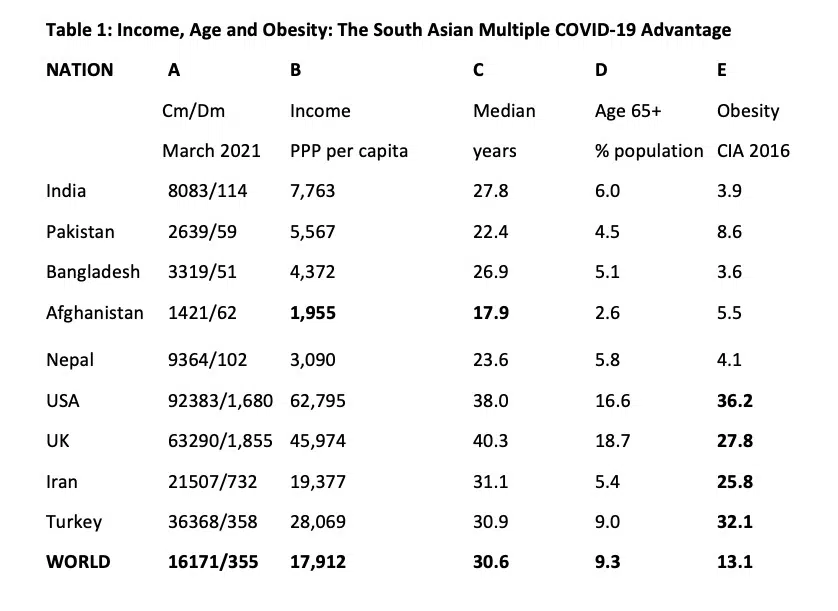 Table 1: Income, Age and Obesity: The South Asian Multiple COVID-19 Advantage
NATION A B C D E
Cm/Dm Income Median Age 65+ Obesity
March 2021 PPP per capita years % population CIA 2016
India 8083/114 7,763 27.8 6.0 3.9
Pakistan 2639/59 5,567 22.4 4.5 8.6
Bangladesh 3319/51 4,372 26.9 5.1 3.6
Afghanistan 1421/62 1,955 17.9 2.6 5.5
Nepal 9364/102 3,090 23.6 5.8 4.1
USA 92383/1,680 62,795 38.0 16.6 36.2
UK 63290/1,855 45,974 40.3 18.7 27.8
Iran 21507/732 19,377 31.1 5.4 25.8
Turkey 36368/358 28,069 30.9 9.0 32.1
WORLD 16171/355 17,912 30.6 9.3 13.1